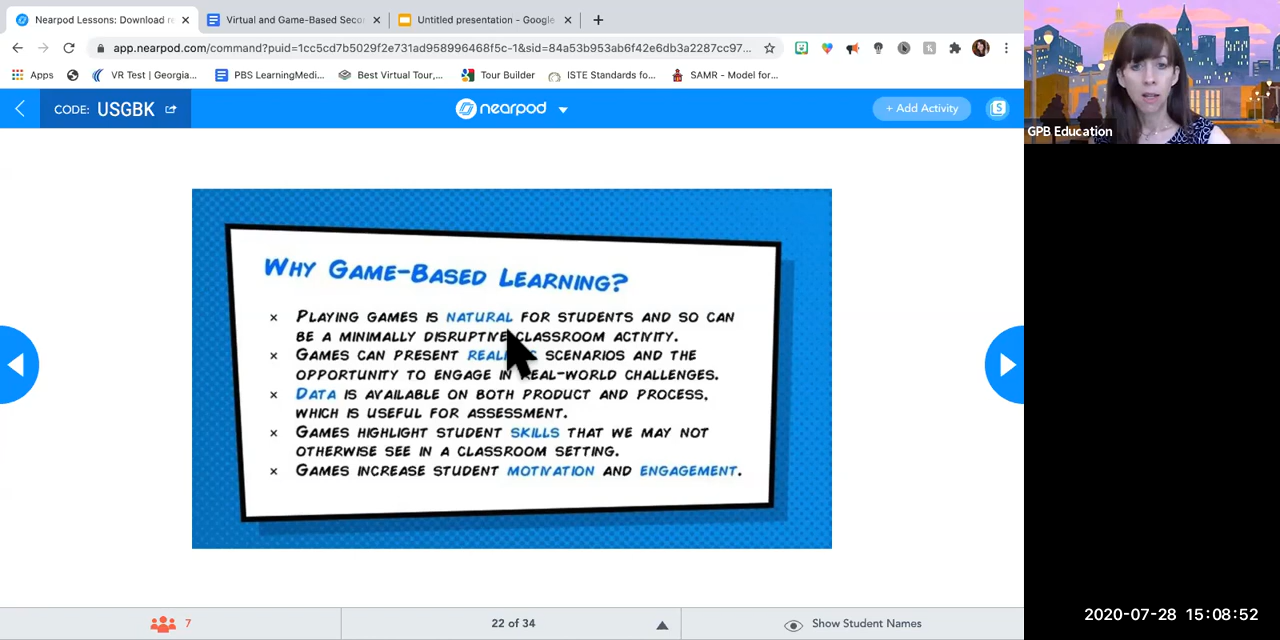 Nearpod Lessons: Download re
Virtual and Game-Based Seco
Untitled presentation - Google
app.nearpod.com/command?puid=1cc5cd7b5029f2e731ad958996468f5c-1&sid=84a53b953ab6f42e6db3a2287cc97...
Apps
VR Test | Georgia...
PBS LearningMedi...
Best Virtual Tour,...
Tour Builder
ISTE Standards fo...
SAMR - Model for...
CODE: USGBK
nearpod
+ Add Activity
S
GPB Education
WHY GAME-BASED LEARNING?
× PLAYING GAMES IS NATURAL FOR STUDENTS AND SO CAN
BE A MINIMALLY DISRUPTIVE CLASSROOM ACTIVITY.
× GAMES CAN PRESENT SCENARIOS AND THE
OPPORTUNITY TO ENGAGE IN REAL-WORLD CHALLENGES.
× DATA IS AVAILABLE ON BOTH PRODUCT AND PROCESS,
WHICH IS USEFUL FOR ASSESSMENT.
× GAMES HIGHLIGHT STUDENT SKILLS THAT WE MAY NOT
OTHERWISE SEE IN A CLASSROOM SETTING.
× GAMES INCREASE STUDENT MOTIVATION AND ENGAGEMENT.
7
22 of 34
Show Student Names
2020-07-28 15:08:52